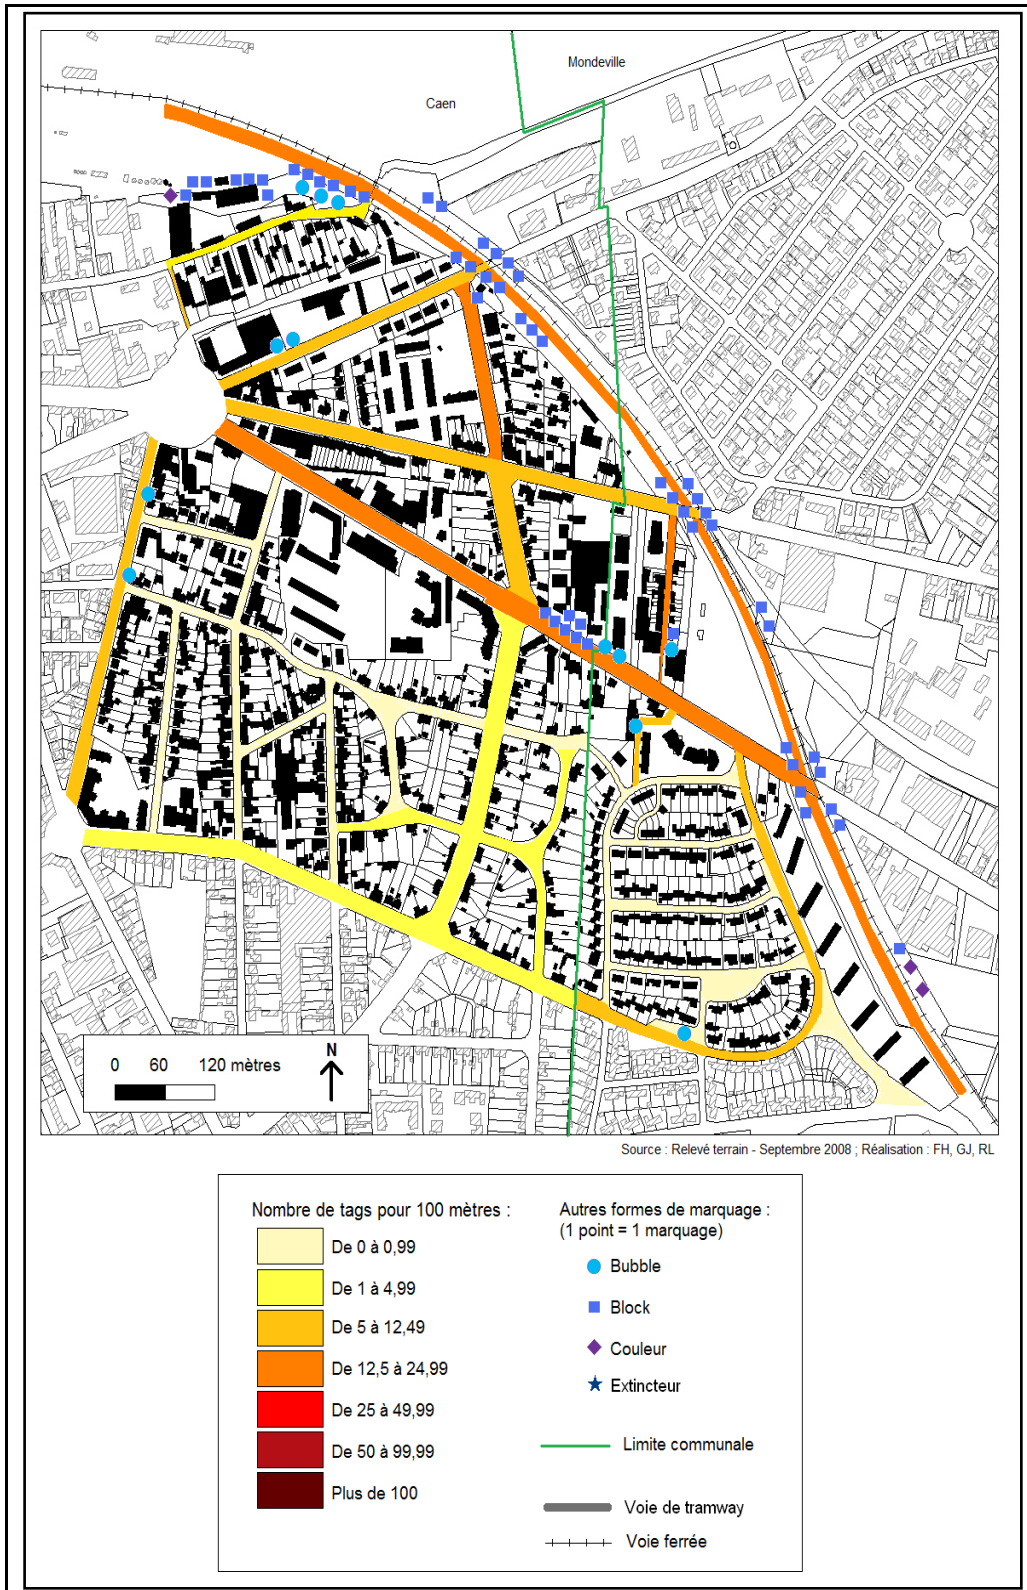 Mondeville
Caen
0 60 120 mètres
N
Source : Relevé terrain - Septembre 2008 ; Réalisation : FH, GJ, RL
Nombre de tags pour 100 mètres :
De 0 à 0,99
De 1 à 4,99
De 5 à 12,49
De 12,5 à 24,99
De 25 à 49,99
De 50 à 99,99
Plus de 100
Autres formes de marquage :
(1 point = 1 marquage)
Bubble
Block
Couleur
Extincteur
Limite communale
Voie de tramway
Voie ferrée